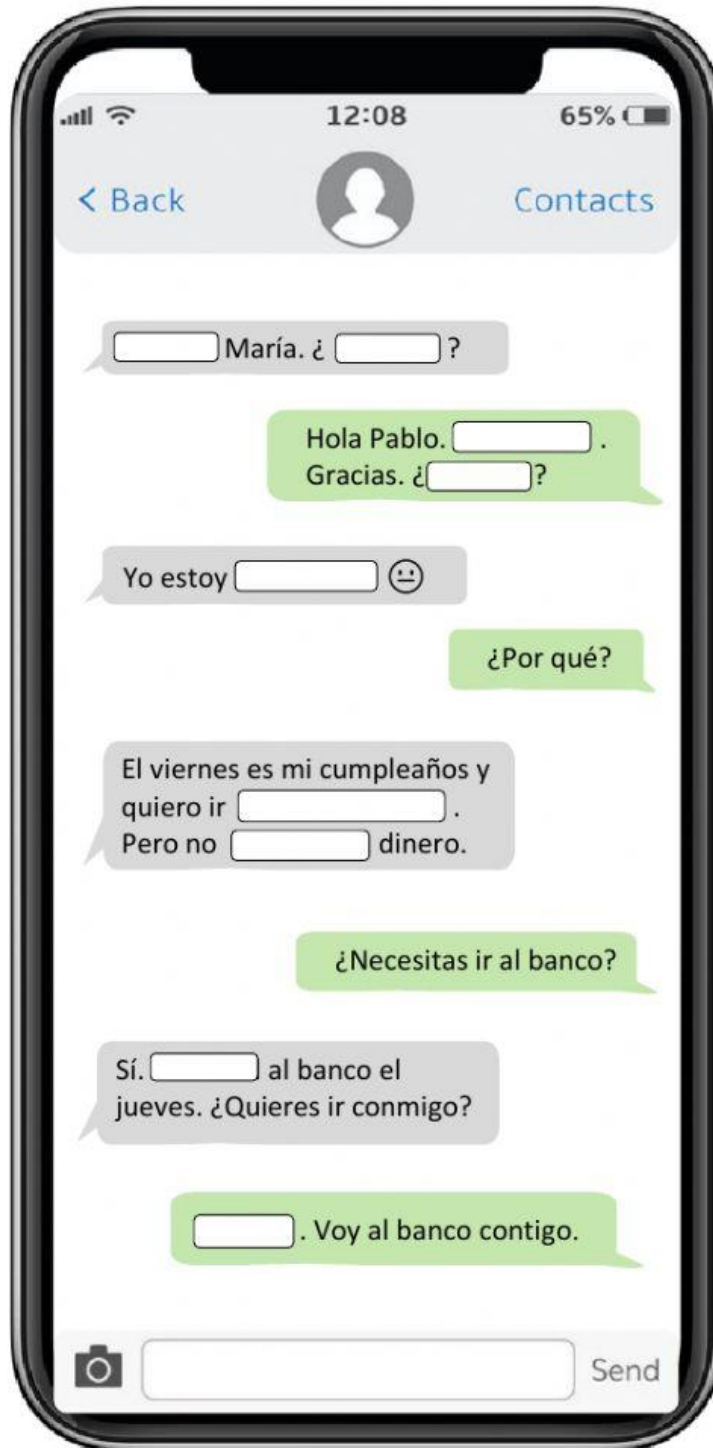 12:08 65%
< Back Contacts
María. ¿ ?
Hola Pablo. .
Gracias. ¿ ?
Yo estoy
¿Por qué?
El viernes es mi cumpleaños y
quiero ir .
Pero no dinero.
¿Necesitas ir al banco?
Sí. al banco el
jueves. ¿Quieres ir conmigo?
. Voy al banco contigo.
Send